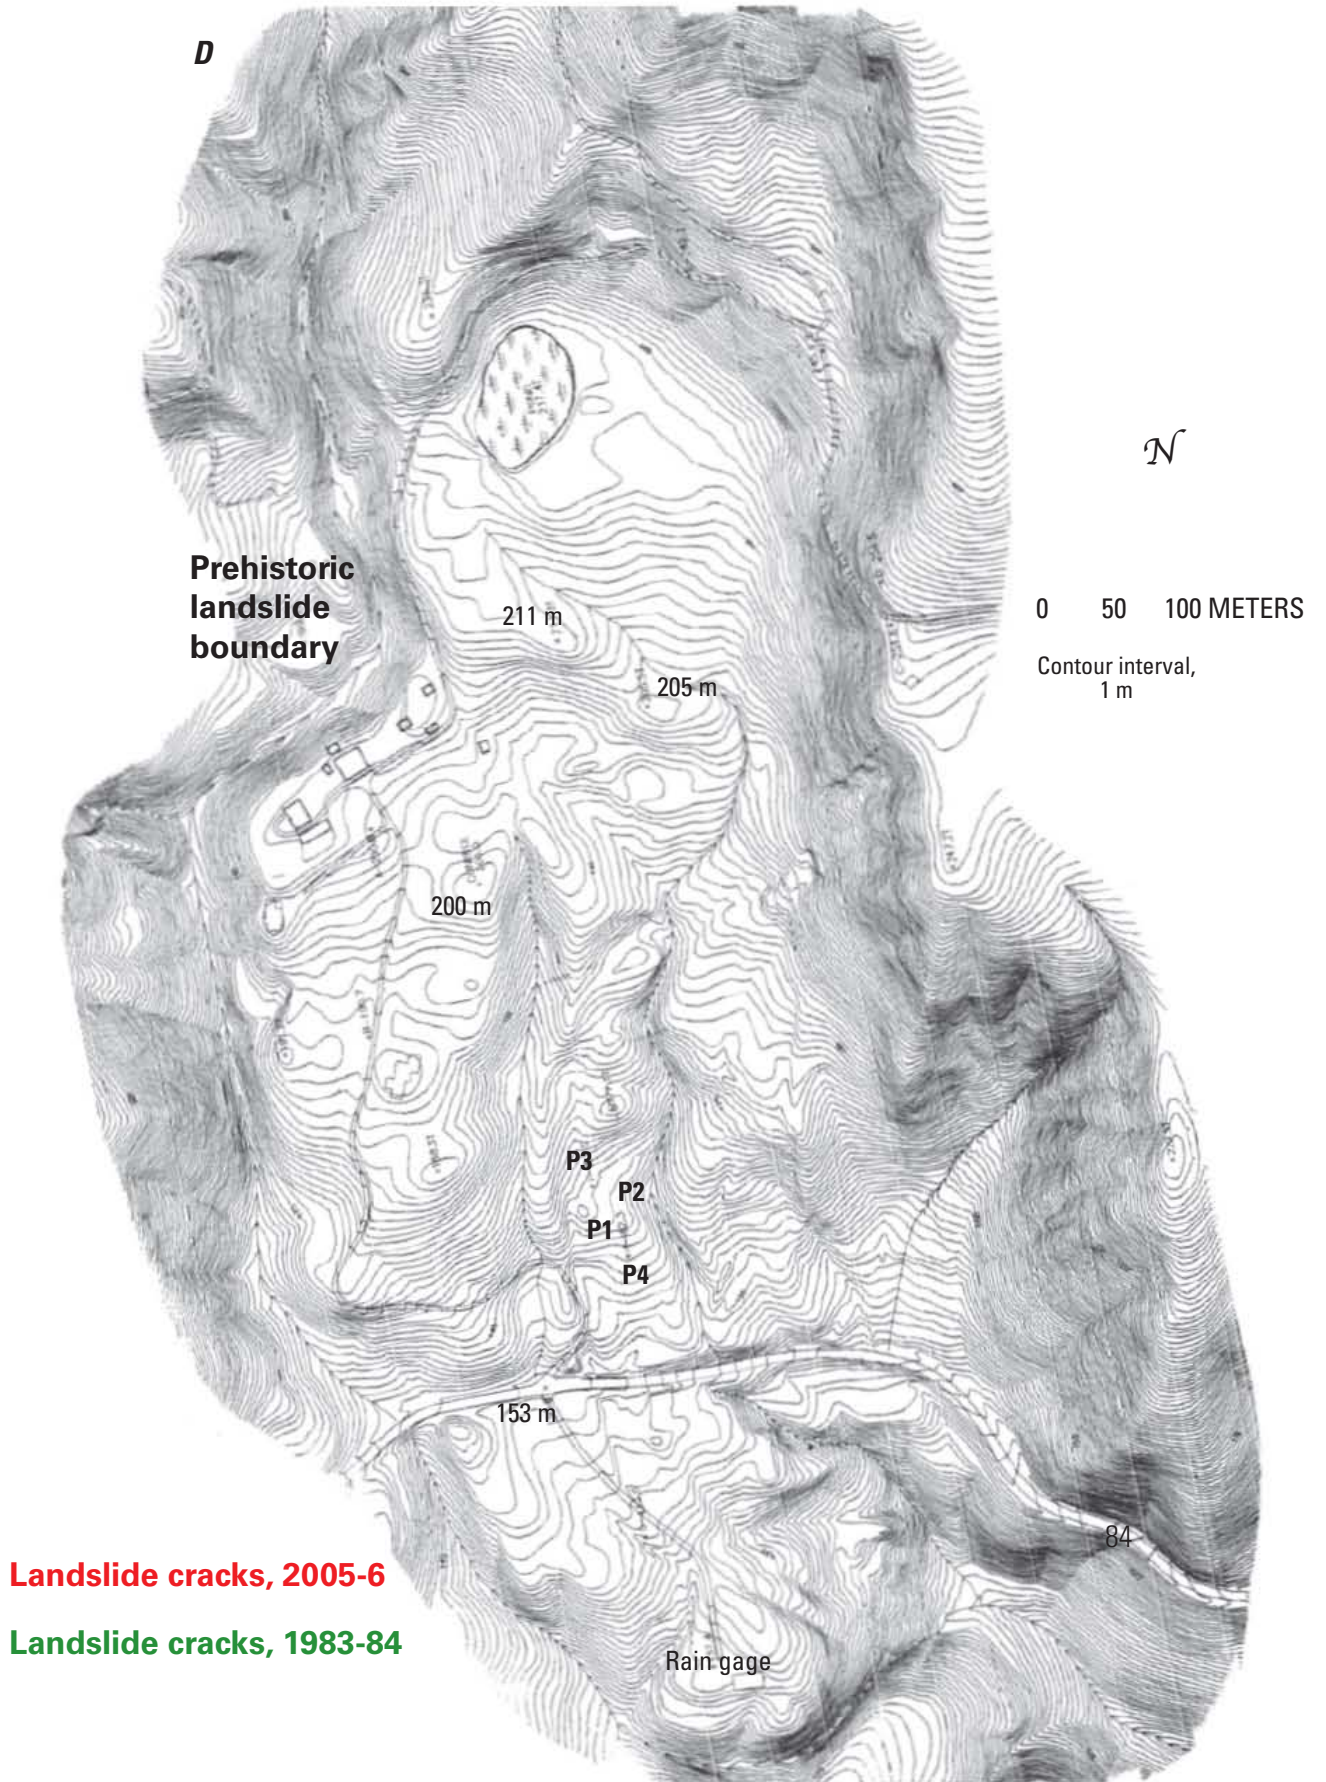 D
N
Prehistoric
landslide
boundary
211 m
0 50 100 METERS
Contour interval,
1 m
205 m
200 m
P3
P2
P1
P4
153 m
84
Landslide cracks, 2005-6
Landslide cracks, 1983-84
Rain gage